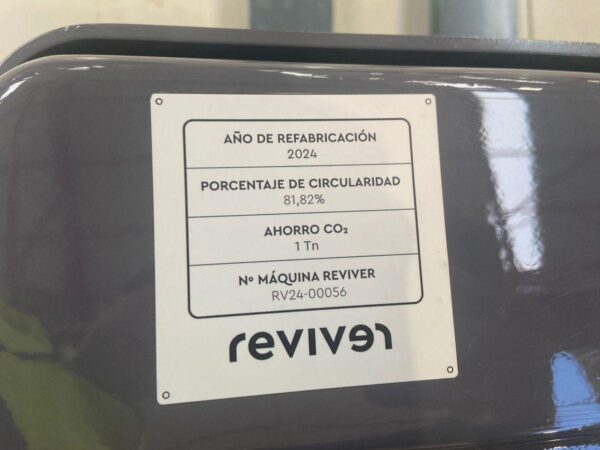 AÑO DE REFABRICACIÓN
2024
PORCENTAJE DE CIRCULARIDAD
81,82%
AHORRO CO₂
1 Tn
Nº MÁQUINA REVIVER
RV24-00056
reviver